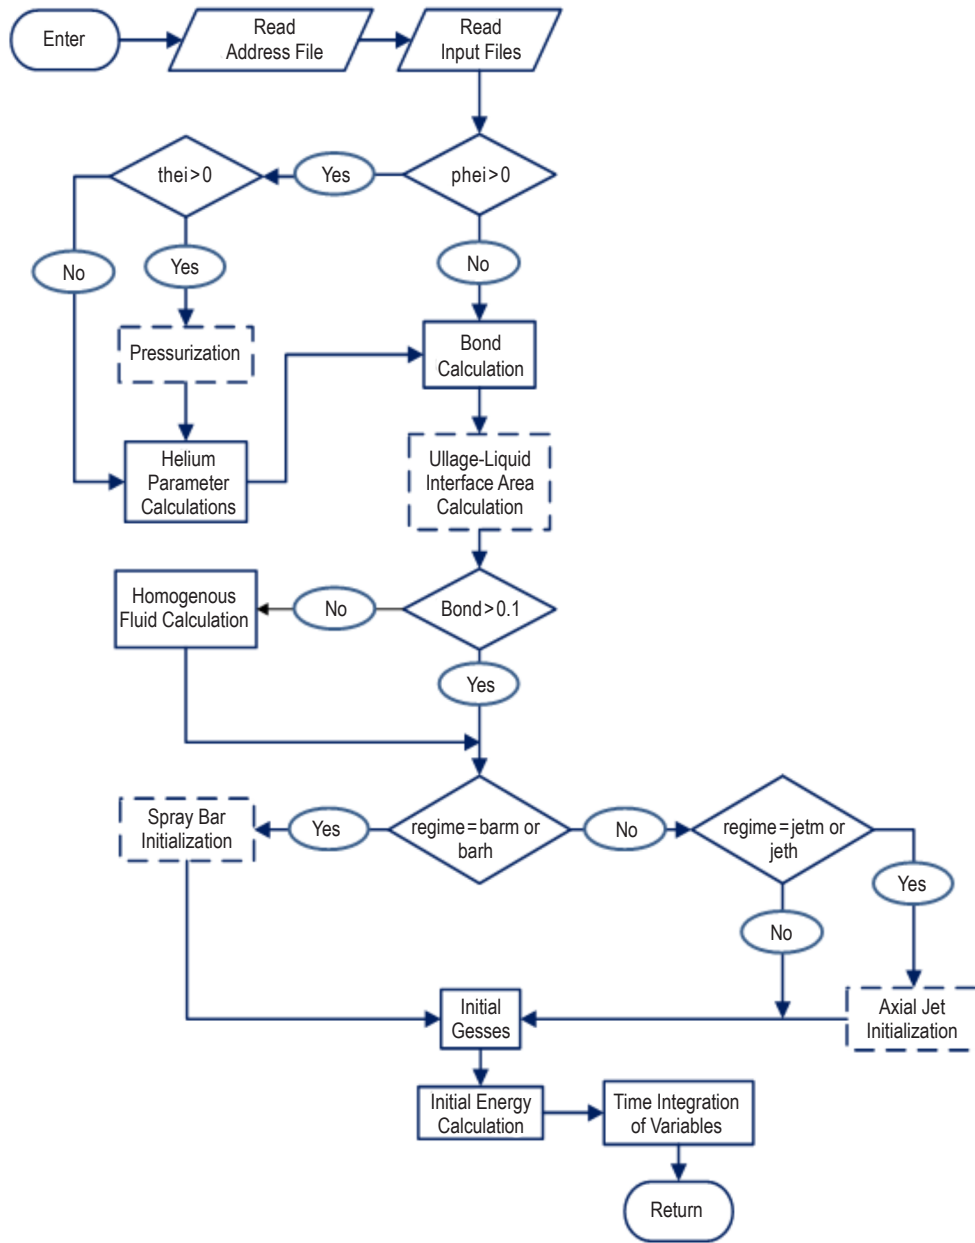 Enter
Read
Address File
Read
Input Files
thei>0
Yes
phei>0
No
Yes
No
Pressurization
Bond
Calculation
Helium
Parameter
Calculations
Ullage-Liquid
Interface Area
Calculation
Homogenous
Fluid Calculation
No
Bond>0.1
Yes
Spray Bar
Initialization
Yes
regime=barm or
barh
No
regime=jetm or
jeth
Yes
No
Initial
Gesses
Axial Jet
Initialization
Initial Energy
Calculation
Time Integration
of Variables
Return